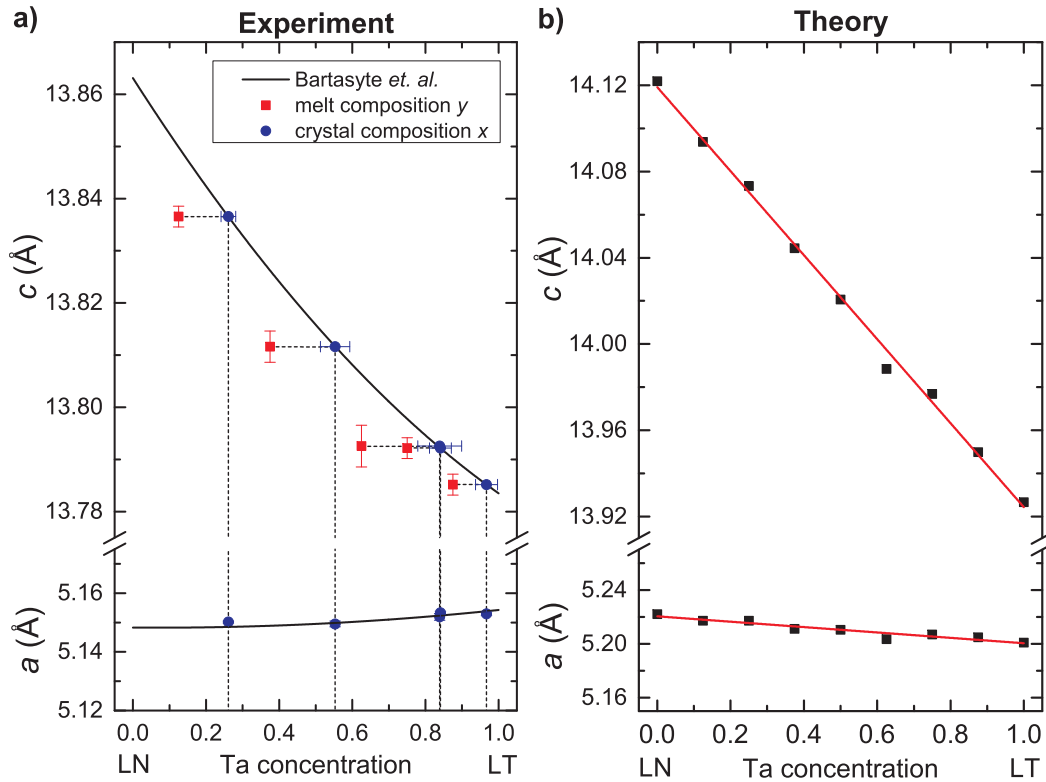 a)
Experiment
Bartasyte et. al.
melt composition y
crystal composition x
13.86
13.84
13.82
13.80
13.78
c (Å)
5.16
5.14
5.12
a (Å)
0.0 0.2 0.4 0.6 0.8 1.0
LN Ta concentration LT
b)
Theory
14.12
14.08
14.04
14.00
13.96
13.92
c (Å)
5.24
5.20
5.16
a (Å)
0.0 0.2 0.4 0.6 0.8 1.0
LN Ta concentration LT